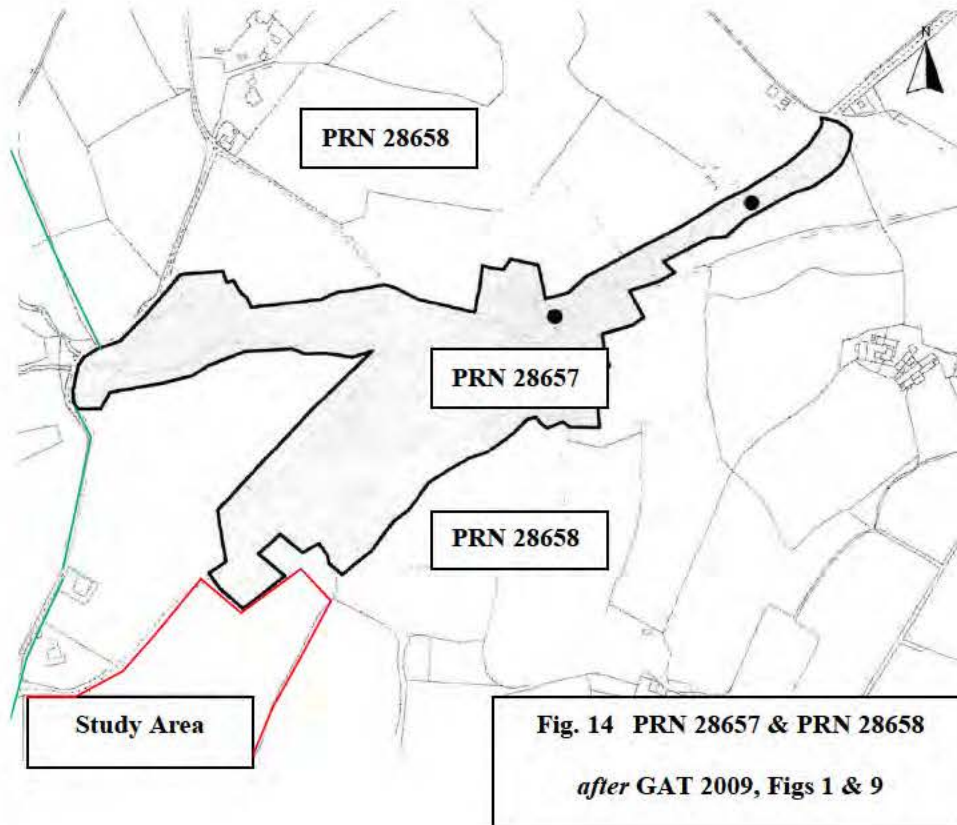 N
PRN 28658
PRN 28657
PRN 28658
Study Area
Fig. 14 PRN 28657 & PRN 28658
after GAT 2009, Figs 1 & 9